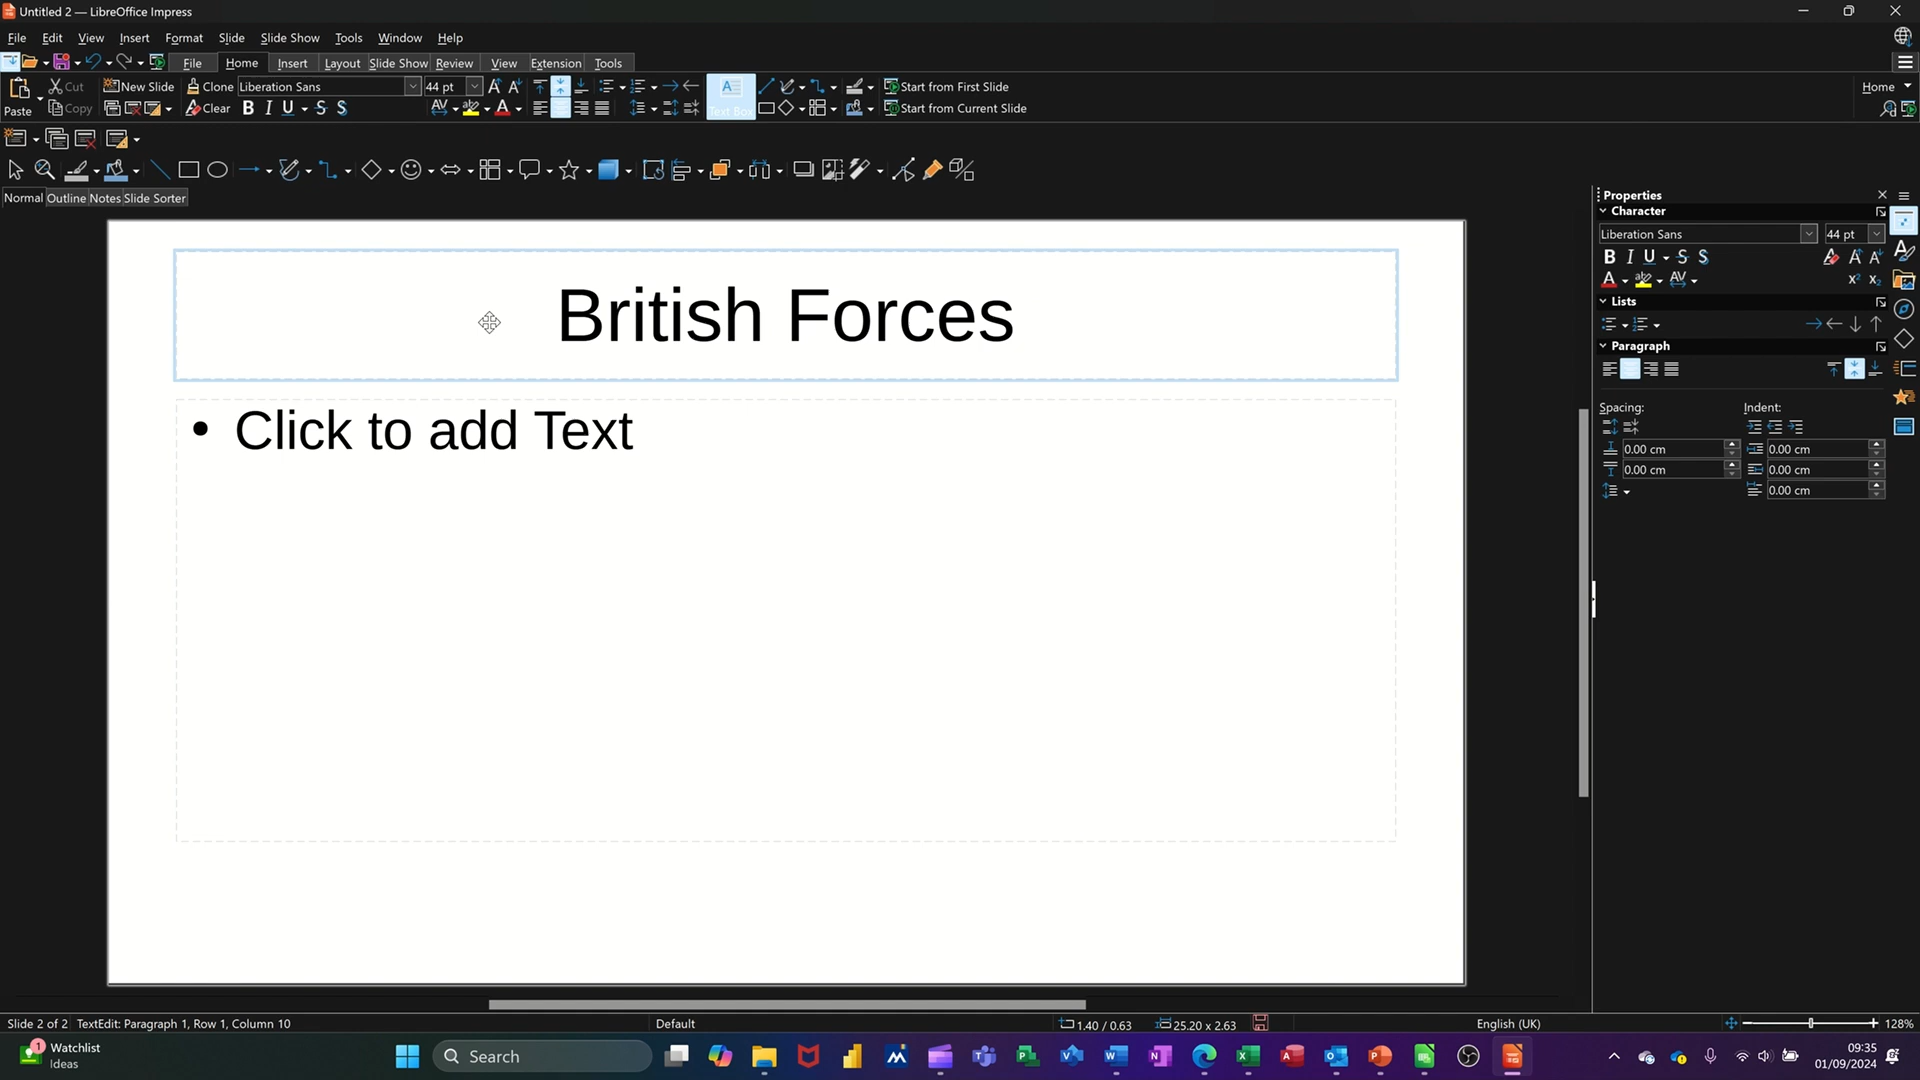 Untitled 2 — LibreOffice Impress
File Edit View Insert Format Slide Slide Show Tools Window Help
File Home Insert Layout Slide Show Review View Extension Tools
Paste Cut New Slide Clone Liberation Sans 44 pt Text Box Start from First Slide Home
Copy Clear Start from Current Slide
Normal Outline Notes Slide Sorter
British Forces
• Click to add Text
Properties
Character
Liberation Sans 44 pt
Lists
Paragraph
Spacing: Indent:
0.00 cm 0.00 cm
0.00 cm 0.00 cm
0.00 cm
Slide 2 of 2 TextEdit: Paragraph 1, Row 1, Column 10 Default 1.40 / 0.63 25.20 x 2.63 English (UK) 128%
1 Watchlist
Ideas
Search
09:35
01/09/2024